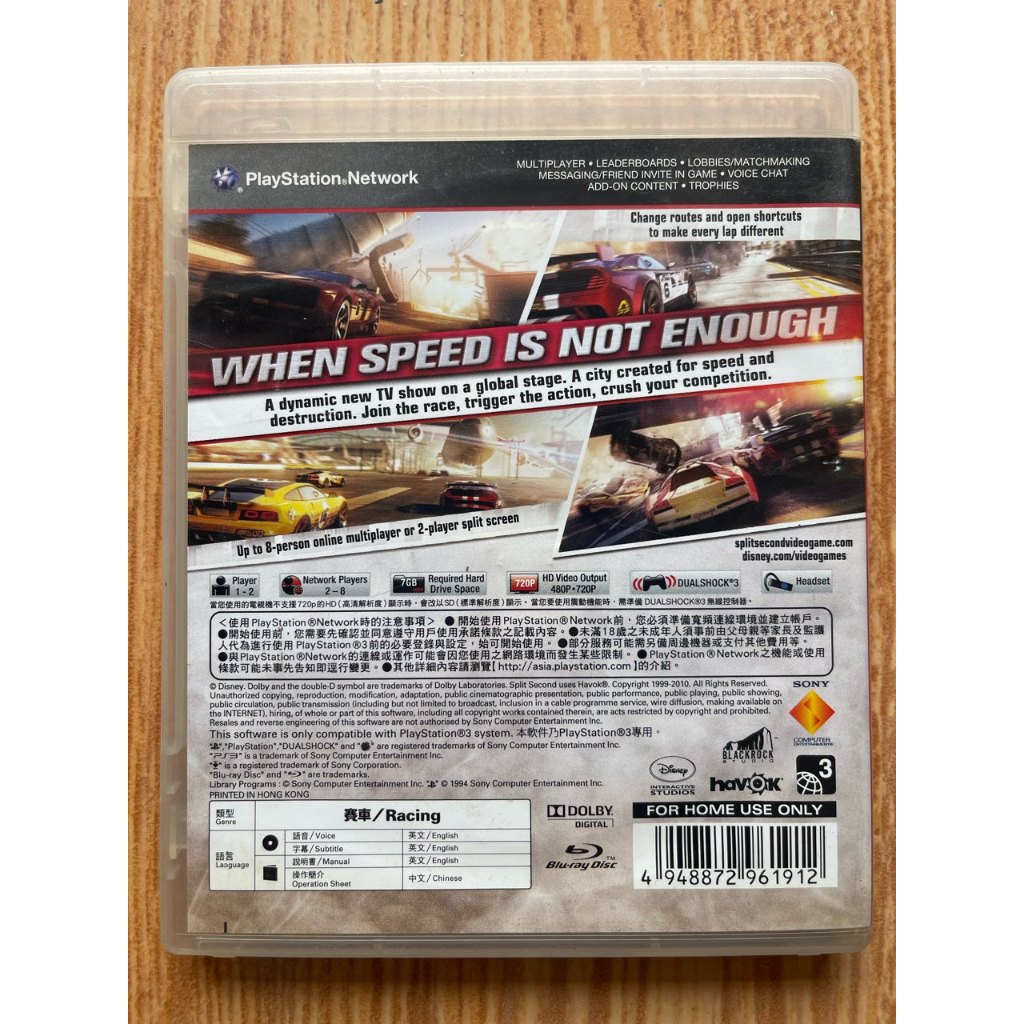 PlayStation®Network
MULTIPLAYER • LEADERBOARDS • LOBBIES/MATCHMAKING
MESSAGING/FRIEND INVITE IN GAME • VOICE CHAT
ADD-ON CONTENT • TROPHIES
Change routes and open shortcuts
to make every lap different
WHEN SPEED IS NOT ENOUGH
A dynamic new TV show on a global stage. A city created for speed and
destruction. Join the race, trigger the action, crush your competition.
Up to 8-person online multiplayer or 2-player split screen
splitsecondvideogame.com
disney.com/videogames
Player
1 - 2
Network Players
2 – 8
7GB
Required Hard
Drive Space
720P
HD Video Output
480P•720P
DUALSHOCK®3
Headset
當您使用的電視機不支援720p的HD(高清解析度)顯示時，會改以SD(標準解析度)顯示。當您要使用震動機能時，需準備 DUALSHOCK®3 無線控制器。
＜使用 PlayStation®Network時的注意事項＞ ●開始使用 PlayStation®Network前，您必須準備寬頻連線環境並建立帳戶。
●開始使用前，您需要先確認並同意遵守用戶使用承諾條款之記載內容。●未滿18歲之未成年人須事前由父母親等家長及監護
人代為進行使用 PlayStation®3前的必要登錄與設定，始可開始使用。●部分服務可能需另備周邊機器或支付其他費用等。
●與PlayStation®Network的連線或運作可能會因您使用之網路環境而發生某些限制。●PlayStation®Network之機能或使用
條款可能未事先告知即逕行變更。●其他詳細內容請瀏覽【http://asia.playstation.com】的介紹。
© Disney. Dolby and the double-D symbol are trademarks of Dolby Laboratories. Split Second uses Havok®. Copyright 1999-2010. All Rights Reserved.
Unauthorized copying, reproduction, modification, adaptation, public cinematographic presentation, public performance, public playing, public showing,
public circulation, public transmission (including but not limited to broadcast, inclusion in a cable programme service, wire diffusion, making available on
the INTERNET), hiring, of whole or part of this software, including all copyright works contained therein, are acts restricted by copyright and prohibited.
Resales and reverse engineering of this software are not authorised by Sony Computer Entertainment Inc.
This software is only compatible with PlayStation®3 system. 本軟件乃PlayStation®3專用。
"","PlayStation","DUALSHOCK" and "" are registered trademarks of Sony Computer Entertainment Inc.
"PS3" is a trademark of Sony Computer Entertainment Inc.
"" is a registered trademark of Sony Corporation.
"Blu-ray Disc" and "" are trademarks.
Library Programs : © Sony Computer Entertainment Inc. © 1994 Sony Computer Entertainment Inc.
PRINTED IN HONG KONG
SONY
COMPUTER
ENTERTAINMENT®
BLACKROCK
STUDIO
Disney
INTERACTIVE
STUDIOS
havok
3
類型
Genre
賽車/Racing
語言
Language
語音/Voice
英文/English
字幕/Subtitle
英文/English
說明書/Manual
英文/English
操作簡介
Operation Sheet
中文/Chinese
DOLBY
DIGITAL
Blu-ray Disc
FOR HOME USE ONLY
4 948872 961912